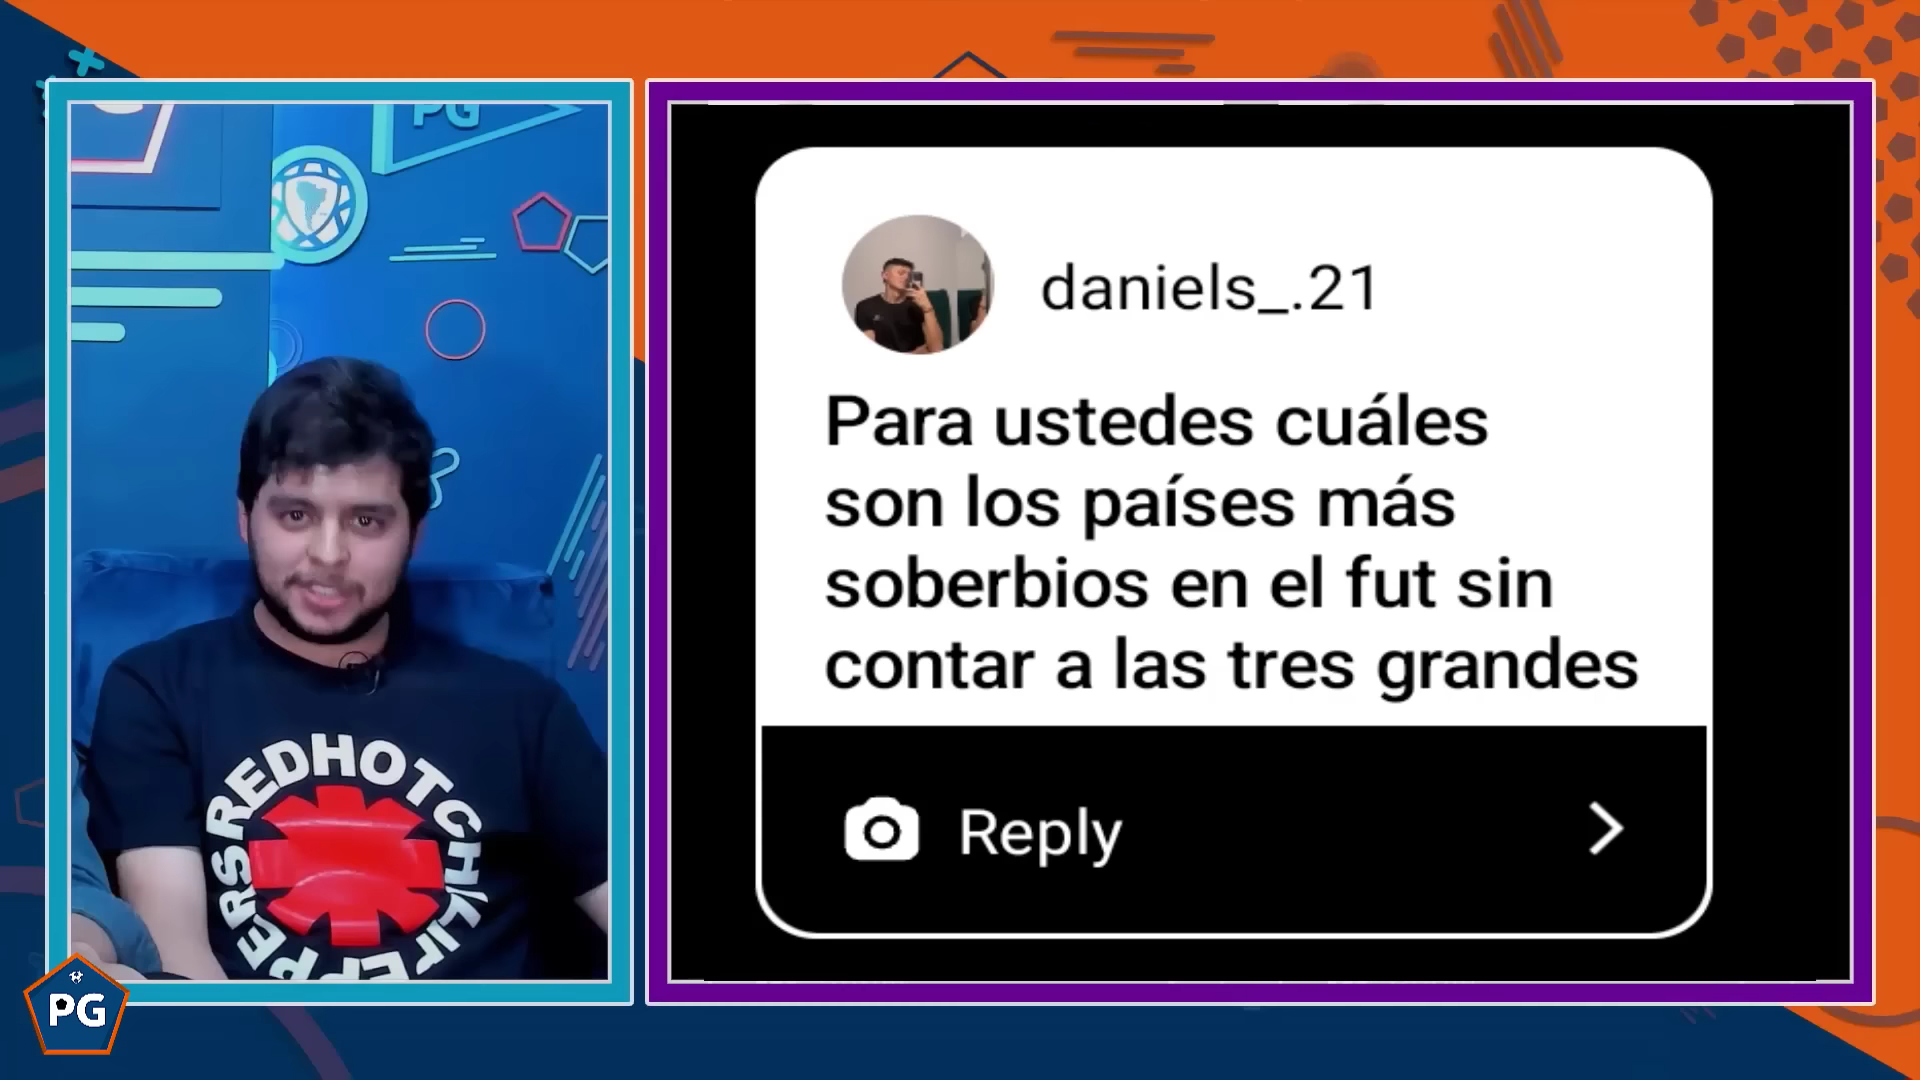 PG
REDHOTCHILIPEPPERS
PG
daniels_.21
Para ustedes cuáles
son los países más
soberbios en el fut sin
contar a las tres grandes
Reply